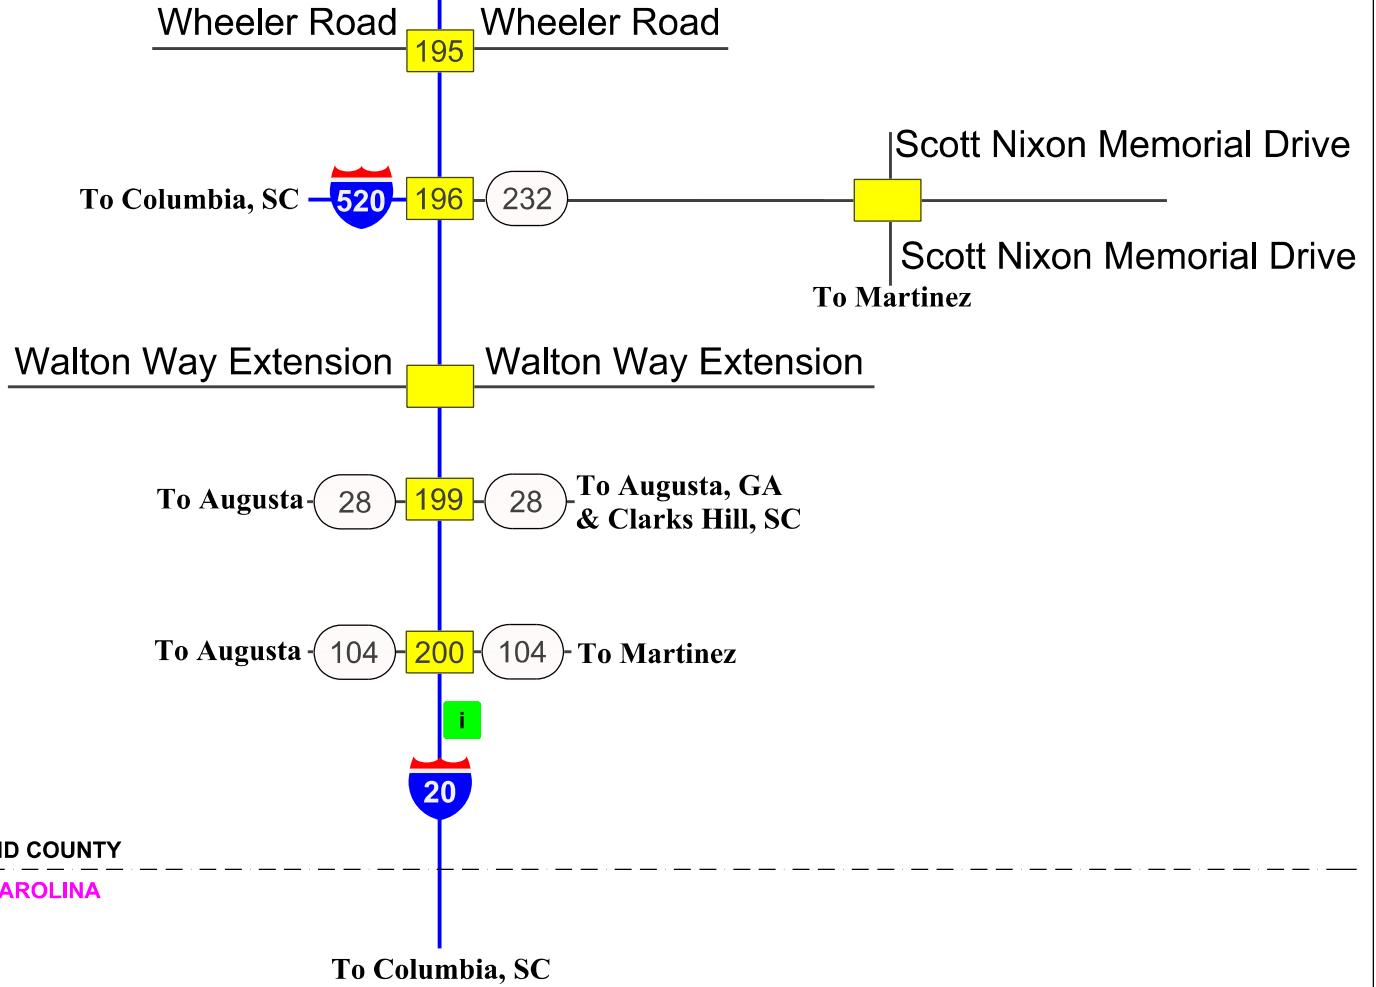 Wheeler Road
Wheeler Road
195
Scott Nixon Memorial Drive
To Columbia, SC
520
196
232
Scott Nixon Memorial Drive
To Martinez
Walton Way Extension
Walton Way Extension
To Augusta
28
199
28
To Augusta, GA
& Clarks Hill, SC
To Augusta
104
200
104
To Martinez
i
20
COUNTY
To Columbia, SC